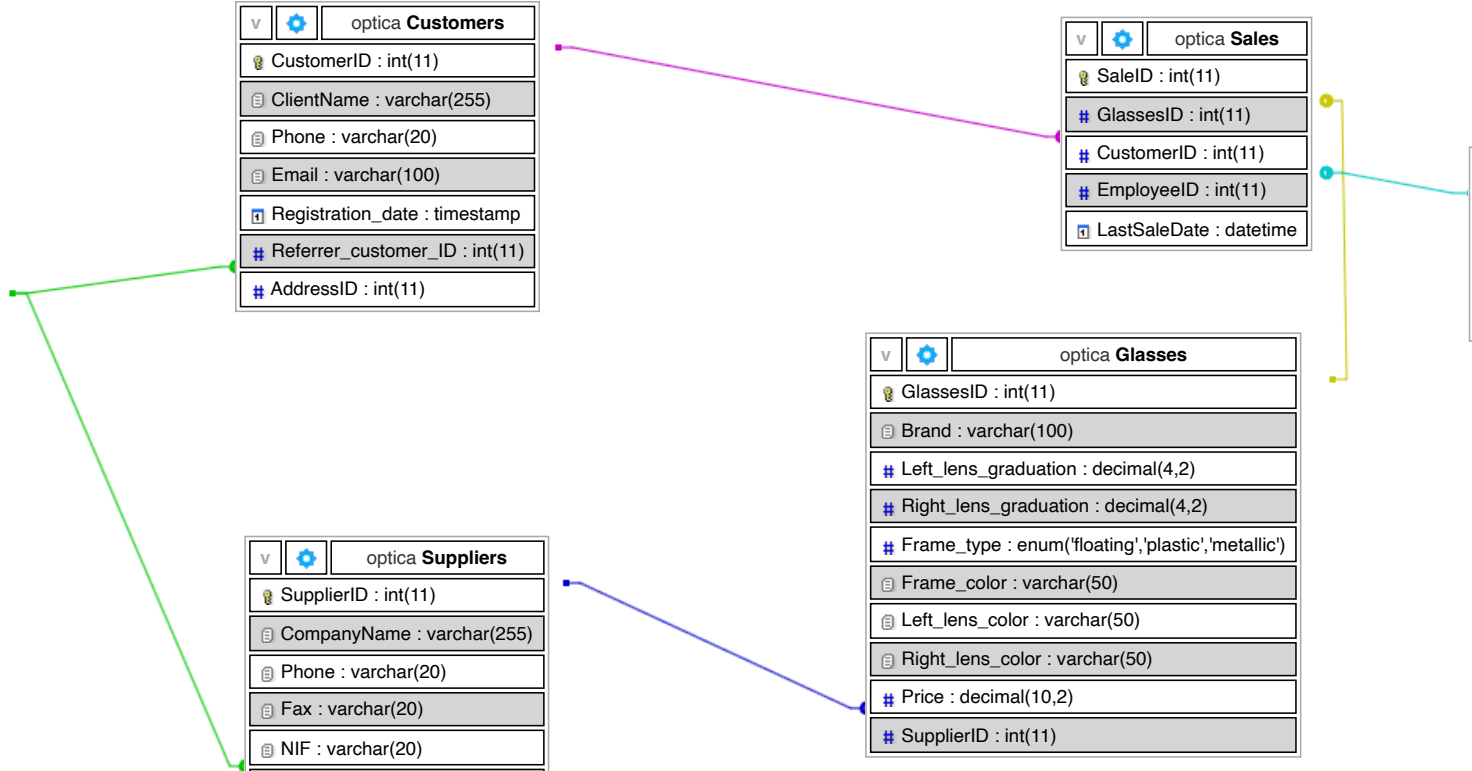 v optica Customers
CustomerID : int(11)
ClientName : varchar(255)
Phone : varchar(20)
Email : varchar(100)
Registration_date : timestamp
Referrer_customer_ID : int(11)
AddressID : int(11)
v optica Sales
SaleID : int(11)
GlassesID : int(11)
CustomerID : int(11)
EmployeeID : int(11)
LastSaleDate : datetime
v optica Glasses
GlassesID : int(11)
Brand : varchar(100)
Left_lens_graduation : decimal(4,2)
Right_lens_graduation : decimal(4,2)
Frame_type : enum('floating','plastic','metallic')
Frame_color : varchar(50)
Left_lens_color : varchar(50)
Right_lens_color : varchar(50)
Price : decimal(10,2)
SupplierID : int(11)
v optica Suppliers
SupplierID : int(11)
CompanyName : varchar(255)
Phone : varchar(20)
Fax : varchar(20)
NIF : varchar(20)